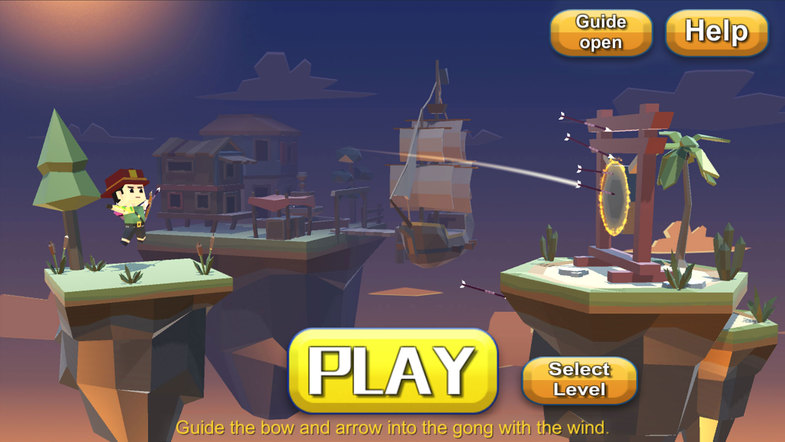 Guide
open
Help
PLAY
Select
Level
Guide the bow and arrow into the gong with the wind.